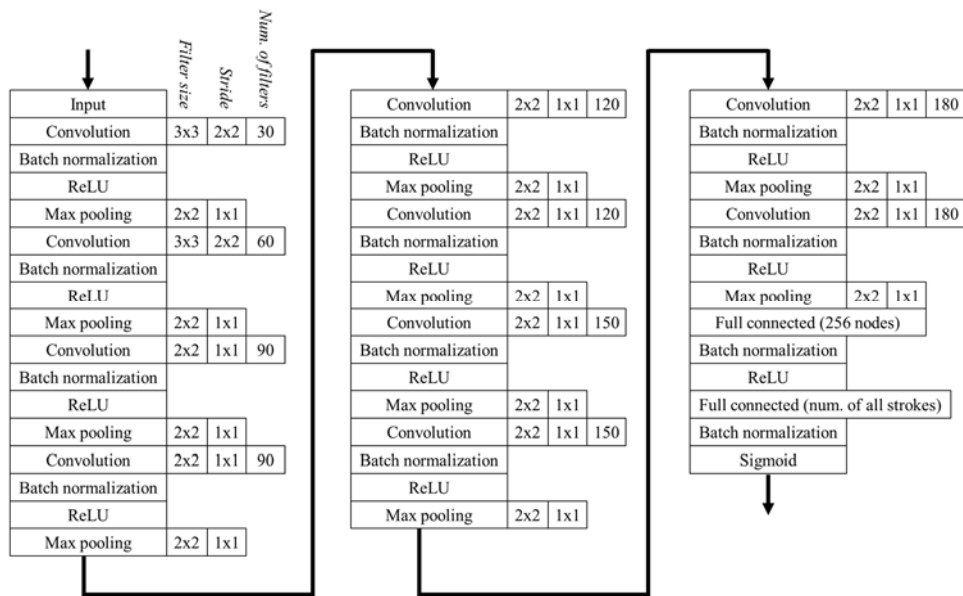 Filter size
Stride
Num. of filters
Input
Convolution 3x3 2x2 30
Batch normalization
ReLU
Max pooling 2x2 1x1
Convolution 3x3 2x2 60
Batch normalization
ReLU
Max pooling 2x2 1x1
Convolution 2x2 1x1 90
Batch normalization
ReLU
Max pooling 2x2 1x1
Convolution 2x2 1x1 90
Batch normalization
ReLU
Max pooling 2x2 1x1
Convolution 2x2 1x1 120
Batch normalization
ReLU
Max pooling 2x2 1x1
Convolution 2x2 1x1 120
Batch normalization
ReLU
Max pooling 2x2 1x1
Convolution 2x2 1x1 150
Batch normalization
ReLU
Max pooling 2x2 1x1
Convolution 2x2 1x1 150
Batch normalization
ReLU
Max pooling 2x2 1x1
Convolution 2x2 1x1 180
Batch normalization
ReLU
Max pooling 2x2 1x1
Convolution 2x2 1x1 180
Batch normalization
ReLU
Max pooling 2x2 1x1
Full connected (256 nodes)
Batch normalization
ReLU
Full connected (num. of all strokes)
Batch normalization
Sigmoid